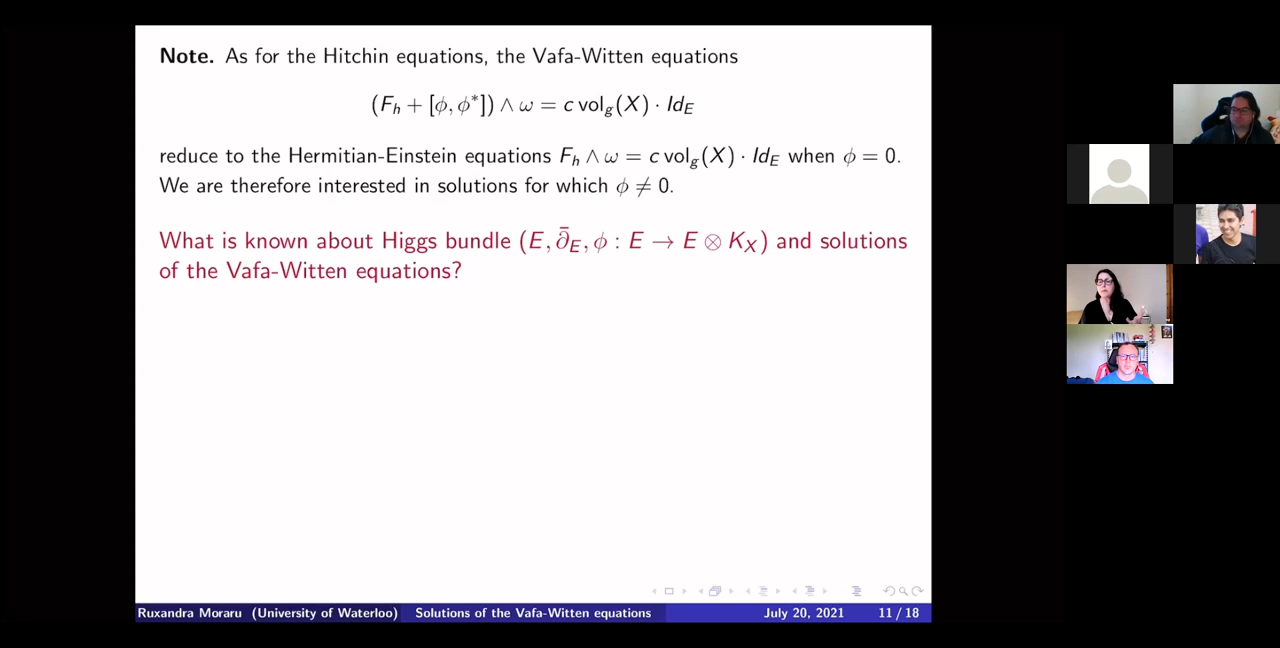 Note. As for the Hitchin equations, the Vafa-Witten equations
(F_h + [ϕ, ϕ*]) ∧ ω = c vol_g(X) · Id_E
reduce to the Hermitian-Einstein equations F_h ∧ ω = c vol_g(X) · Id_E when ϕ = 0.
We are therefore interested in solutions for which ϕ ≠ 0.
What is known about Higgs bundle (E, ∂̄_E, ϕ : E → E ⊗ K_X) and solutions
of the Vafa-Witten equations?
Ruxandra Moraru (University of Waterloo) Solutions of the Vafa-Witten equations July 20, 2021 11 / 18